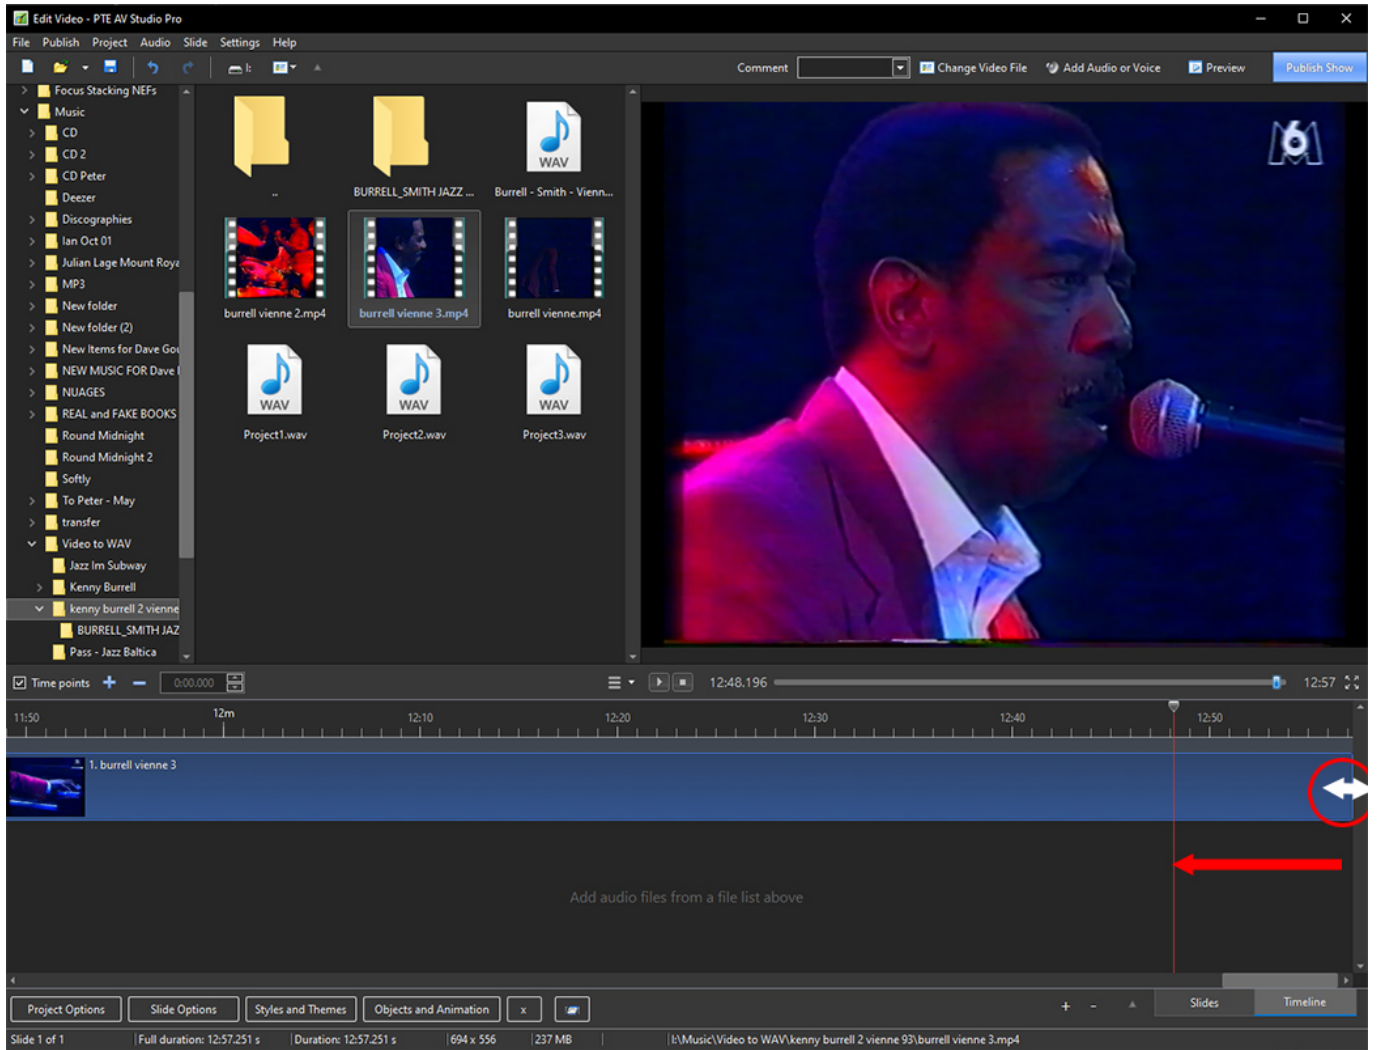 Edit Video - PTE AV Studio Pro
File Publish Project Audio Slide Settings Help
I: Comment Change Video File Add Audio or Voice Preview Publish Show
Focus Stacking NEFs
Music
CD
CD 2
CD Peter
Deezer
Discographies
Ian Oct 01
Julian Lage Mount Roya
MP3
New folder
New folder (2)
New Items for Dave Gou
NEW MUSIC FOR Dave
NUAGES
REAL and FAKE BOOKS
Round Midnight
Round Midnight 2
Softly
To Peter - May
transfer
Video to WAV
Jazz Im Subway
Kenny Burrell
kenny burrell 2 vienne
BURRELL_SMITH JAZ
Pass - Jazz Baltica
WAV
.. BURRELL_SMITH JAZZ ... Burrell - Smith - Vienn...
burrell vienne 2.mp4 burrell vienne 3.mp4 burrell vienne.mp4
WAV WAV WAV
Project1.wav Project2.wav Project3.wav
M6
Time points 0:00.000 12:48.196 12:57
11:50 12m 12:10 12:20 12:30 12:40 12:50
1. burrell vienne 3
Add audio files from a file list above
Project Options Slide Options Styles and Themes Objects and Animation x + - Slides Timeline
Slide 1 of 1 Full duration: 12:57.251 s Duration: 12:57.251 s 694 x 556 237 MB I:\Music\Video to WAV\kenny burrell 2 vienne 93\burrell vienne 3.mp4